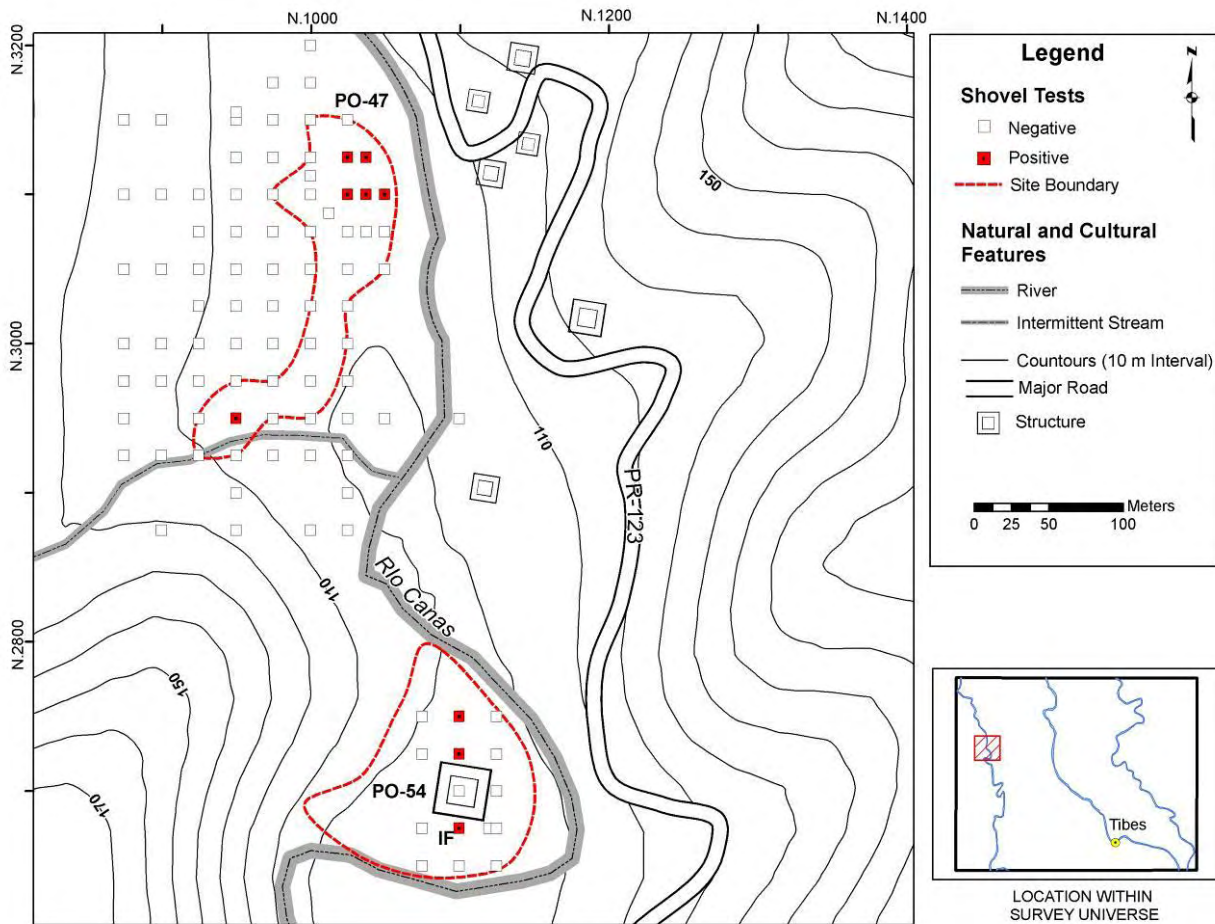 N.1000
N.1200
N.1400
N.3200
N.3000
N.2800
PO-47
150
110
PR-123
RIo Canas
110
150
170
PO-54
IF
Legend
N
Shovel Tests
Negative
Positive
Site Boundary
Natural and Cultural
Features
River
Intermittent Stream
Countours (10 m Interval)
Major Road
Structure
Meters
0 25 50 100
Tibes
LOCATION WITHIN
SURVEY UNIVERSE